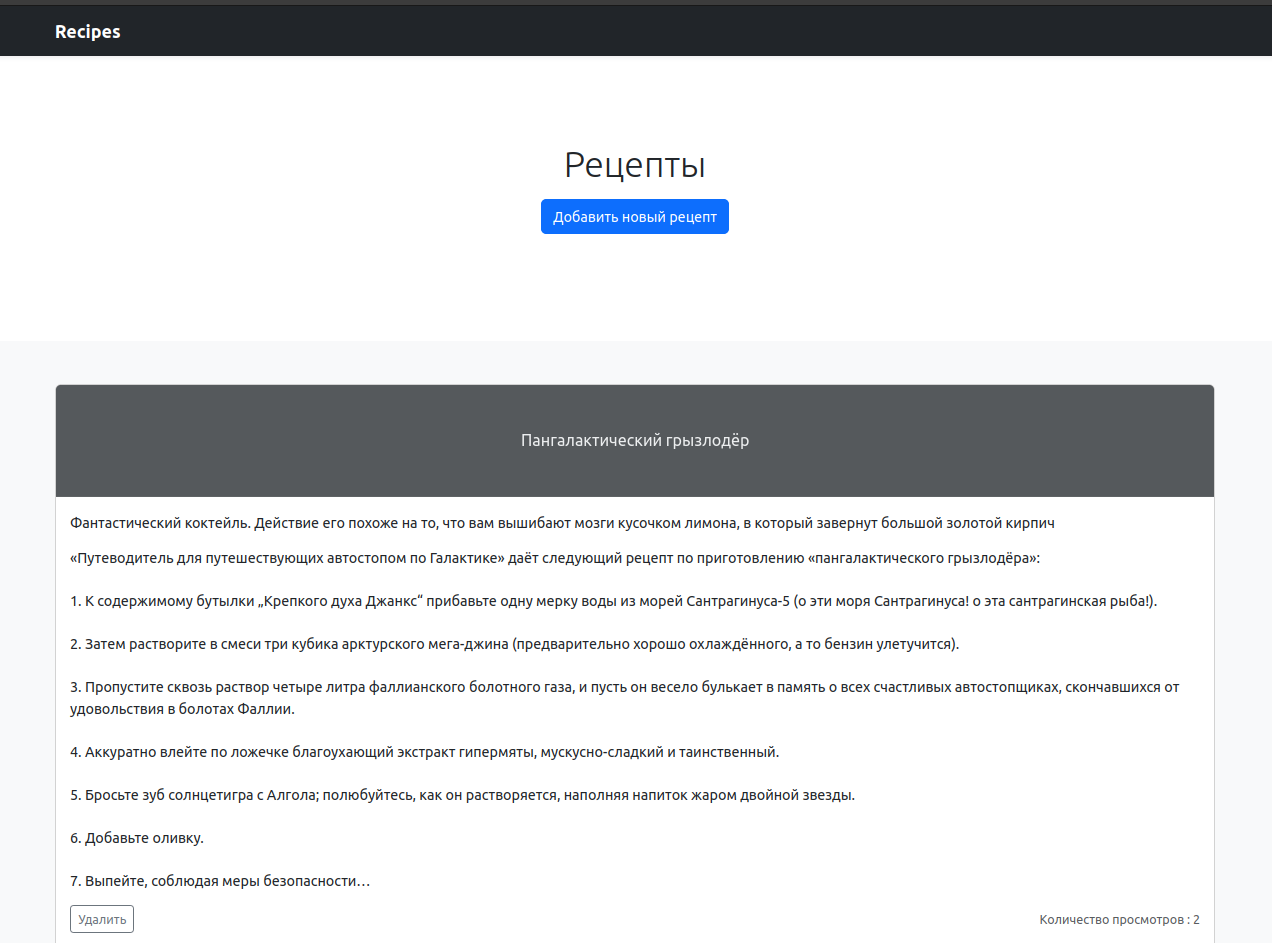 Recipes
Рецепты
Добавить новый рецепт
Пангалактический грызлодёр
Фантастический коктейль. Действие его похоже на то, что вам вышибают мозги кусочком лимона, в который завернут большой золотой кирпич
«Путеводитель для путешествующих автостопом по Галактике» даёт следующий рецепт по приготовлению «пангалактического грызлодёра»:
1. К содержимому бутылки „Крепкого духа Джанкс“ прибавьте одну мерку воды из морей Сантрагинуса-5 (о эти моря Сантрагинуса! о эта сантрагинская рыба!).
2. Затем растворите в смеси три кубика арктурского мега-джина (предварительно хорошо охлаждённого, а то бензин улетучится).
3. Пропустите сквозь раствор четыре литра фаллианского болотного газа, и пусть он весело булькает в память о всех счастливых автостопщиках, скончавшихся от
удовольствия в болотах Фаллии.
4. Аккуратно влейте по ложечке благоухающий экстракт гипермяты, мускусно-сладкий и таинственный.
5. Бросьте зуб солнцетигра с Алгола; полюбуйтесь, как он растворяется, наполняя напиток жаром двойной звезды.
6. Добавьте оливку.
7. Выпейте, соблюдая меры безопасности…
Удалить
Количество просмотров : 2